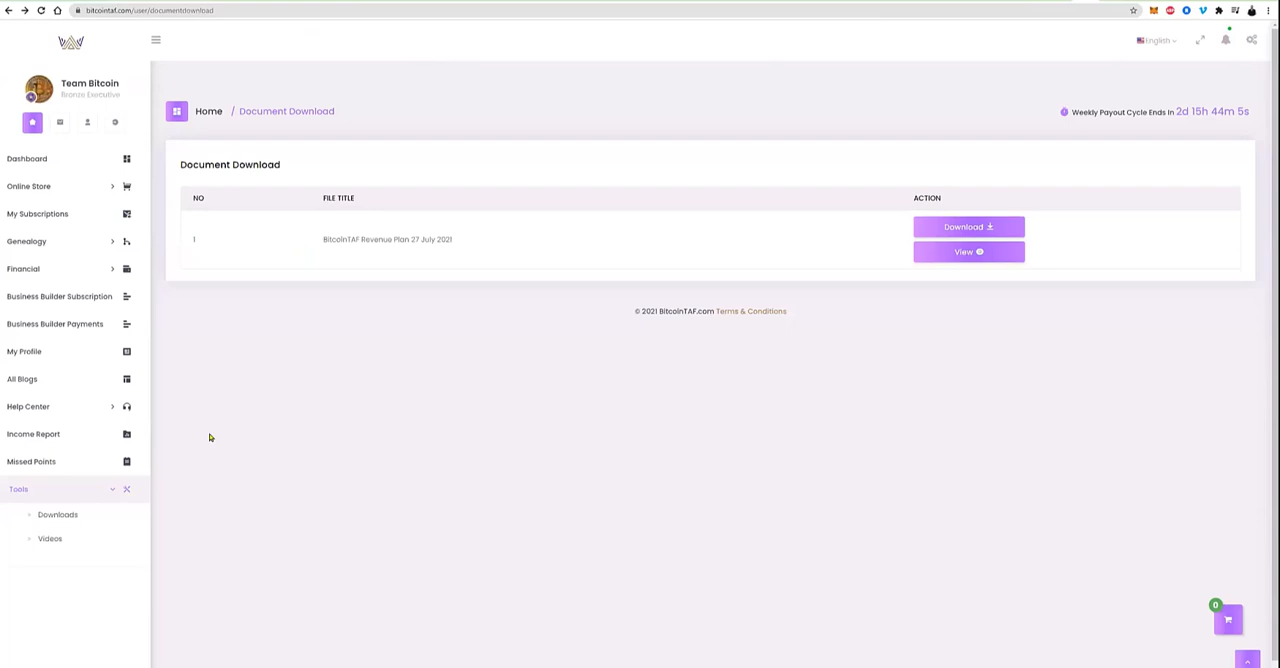 bitcointaf.com/user/documentdownload
English
Team Bitcoin
Bronze Executive
Home / Document Download
Weekly Payout Cycle Ends In 2d 15h 44m 5s
Dashboard
Online Store
My Subscriptions
Genealogy
Financial
Business Builder Subscription
Business Builder Payments
My Profile
All Blogs
Help Center
Income Report
Missed Points
Tools
Downloads
Videos
Document Download
NO FILE TITLE ACTION
1 BitcoinTAF Revenue Plan 27 July 2021
Download
View
© 2021 BitcoinTAF.com Terms & Conditions
0